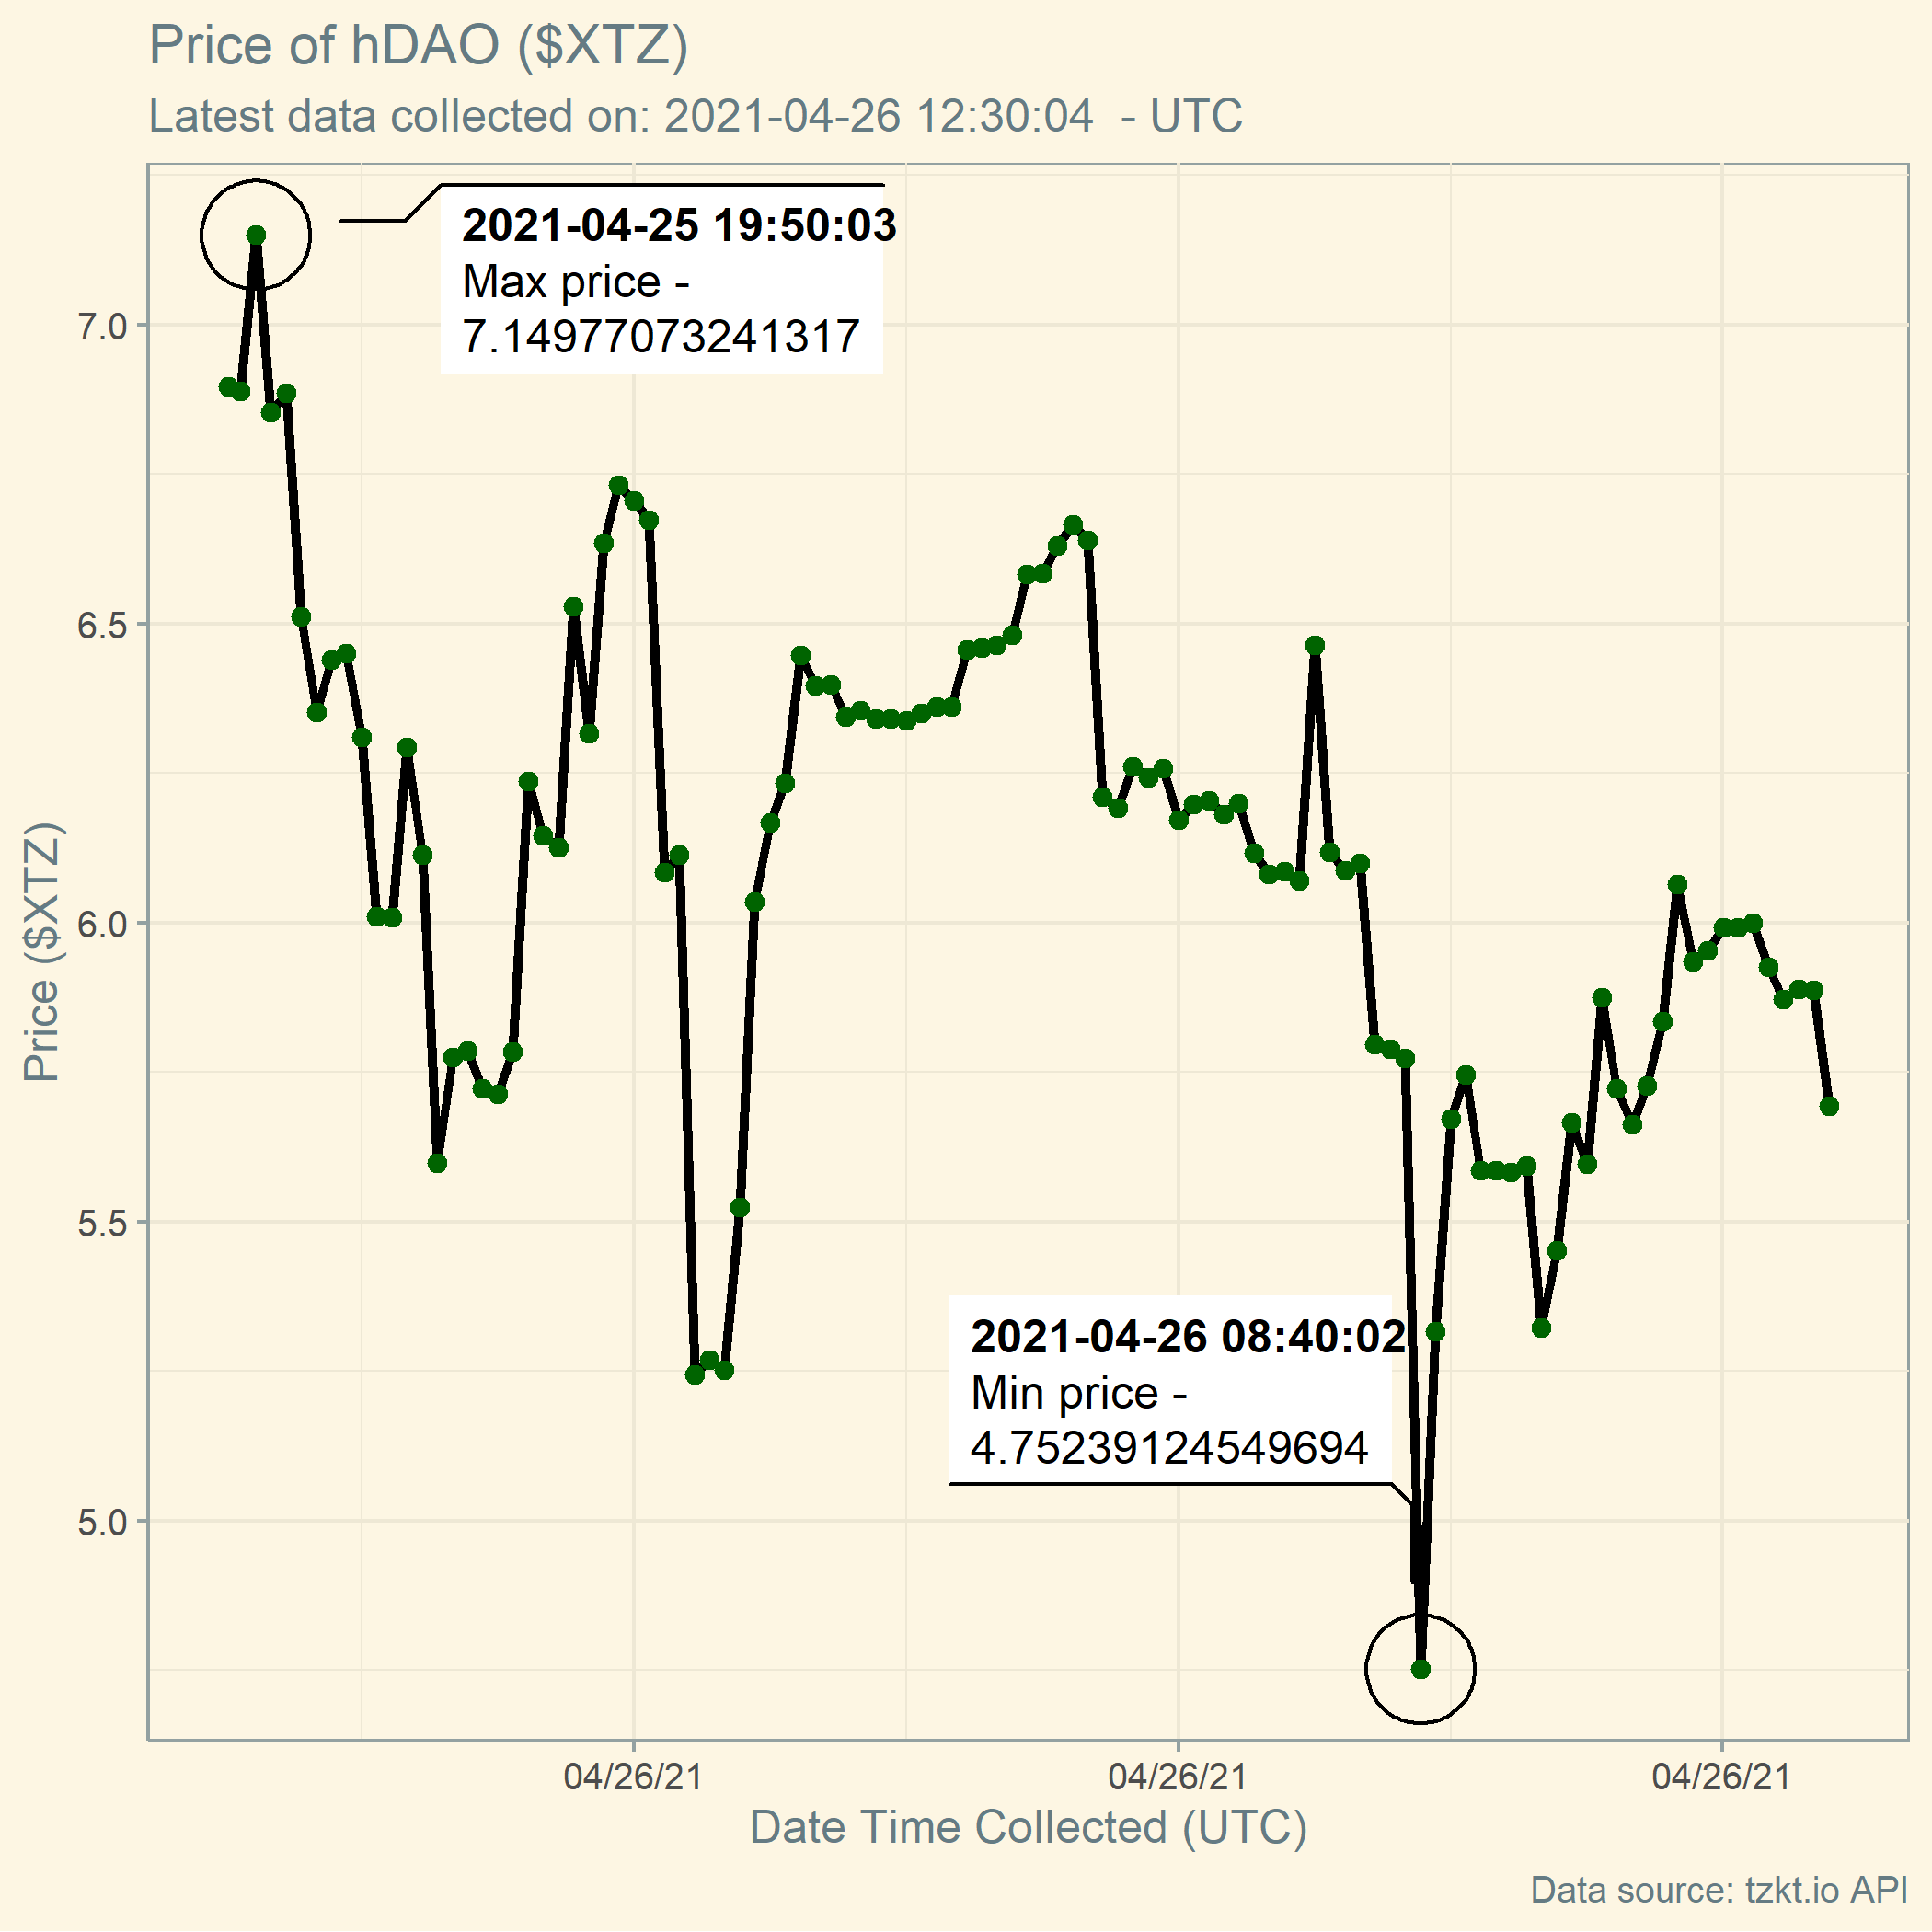 Price of hDAO ($XTZ)
Latest data collected on: 2021-04-26 12:30:04  - UTC
2021-04-25 19:50:03
Max price -
7.14977073241317
7.0
6.5
6.0
5.5
5.0
Price ($XTZ)
2021-04-26 08:40:02
Min price -
4.75239124549694
04/26/21 04/26/21 04/26/21
Date Time Collected (UTC)
Data source: tzkt.io API